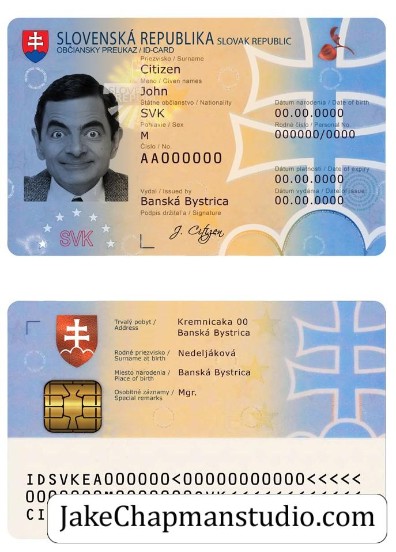 SLOVENSKÁ REPUBLIKA SLOVAK REPUBLIC
OBČIANSKY PREUKAZ / ID-CARD
Priezvisko / Surname
Citizen
Meno / Given names
John
Štátne občianstvo / Nationality
SVK
Dátum narodenia / Date of birth
00.00.0000
Pohlavie / Sex
M
Rodné číslo / Personal No.
000000/0000
Číslo / No
AA000000
Dátum platnosti / Date of expiry
00.00.0000
Vydal / Issued by
Banská Bystrica
Dátum vydania / Date of issue
00.00.0000
Podpis držiteľa / Signature
J. Citizen
SVK
Trvalý pobyt / Address
Kremnicaka 00
Banská Bystrica
Rodné priezvisko / Surname at birth
Nedeljáková
Miesto narodenia / Place of birth
Banská Bystrica
Osobitné záznamy / Special remarks
Mgr.
IDSVKEA000000<00000000000<<<<<
CI
JakeChapmanstudio.com